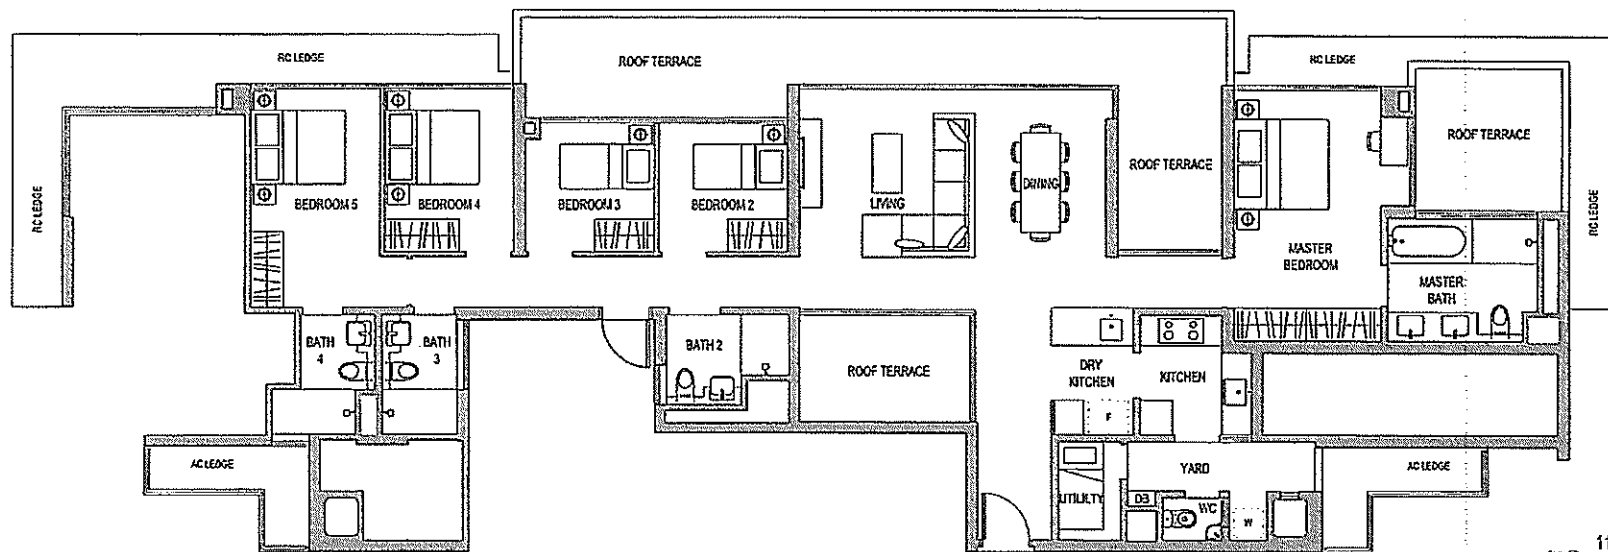 RC LEDGE
ROOF TERRACE
RC LEDGE
ROOF TERRACE
ROOF TERRACE
RC LEDGE
BEDROOM 5
BEDROOM 4
BEDROOM 3
BEDROOM 2
LIVING
DINING
MASTER
BEDROOM
RC LEDGE
MASTER
BATH
BATH
4
BATH
3
BATH 2
ROOF TERRACE
DRY
KITCHEN
KITCHEN
F
AC LEDGE
YARD
AC LEDGE
UTILITY
DB
WC
W